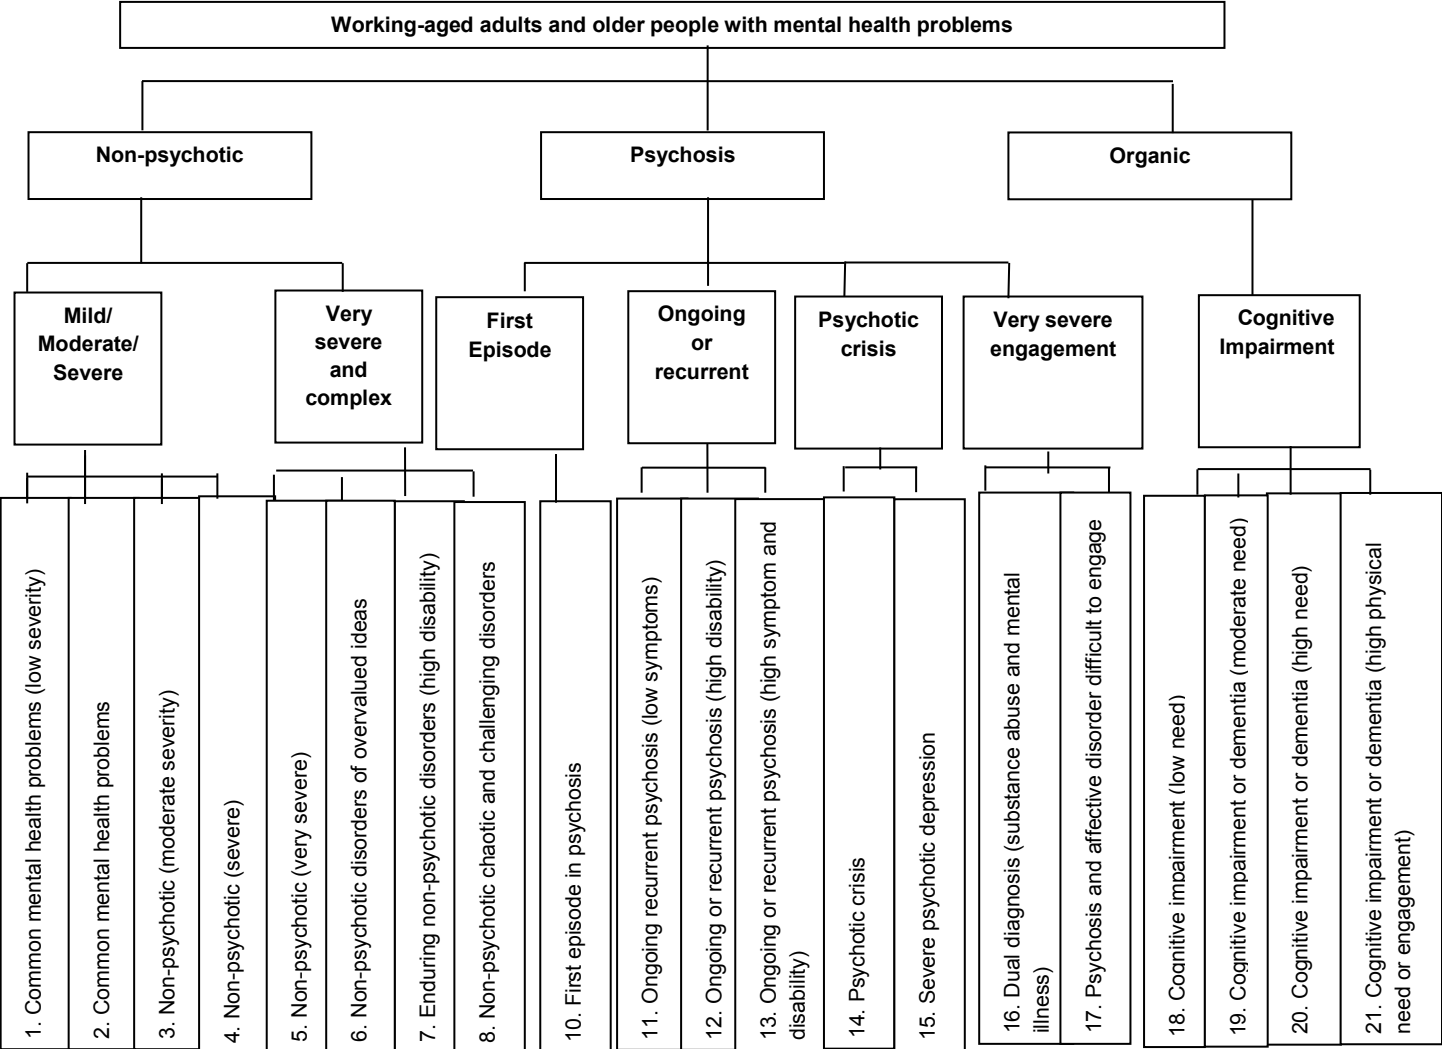 Working-aged adults and older people with mental health problems
Non-psychotic
Psychosis
Organic
Mild/
Moderate/
Severe
Very
severe
and
complex
First
Episode
Ongoing
or
recurrent
Psychotic
crisis
Very severe
engagement
Cognitive
Impairment
1. Common mental health problems (low severity)
2. Common mental health problems
3. Non-psychotic (moderate severity)
4. Non-psychotic (severe)
5. Non-psychotic (very severe)
6. Non-psychotic disorders of overvalued ideas
7. Enduring non-psychotic disorders (high disability)
8. Non-psychotic chaotic and challenging disorders
10. First episode in psychosis
11. Ongoing recurrent psychosis (low symptoms)
12. Ongoing or recurrent psychosis (high disability)
13. Ongoing or recurrent psychosis (high symptom and
disability)
14. Psychotic crisis
15. Severe psychotic depression
16. Dual diagnosis (substance abuse and mental
illness)
17. Psychosis and affective disorder difficult to engage
18. Cognitive impairment (low need)
19. Cognitive impairment or dementia (moderate need)
20. Cognitive impairment or dementia (high need)
21. Cognitive impairment or dementia (high physical
need or engagement)